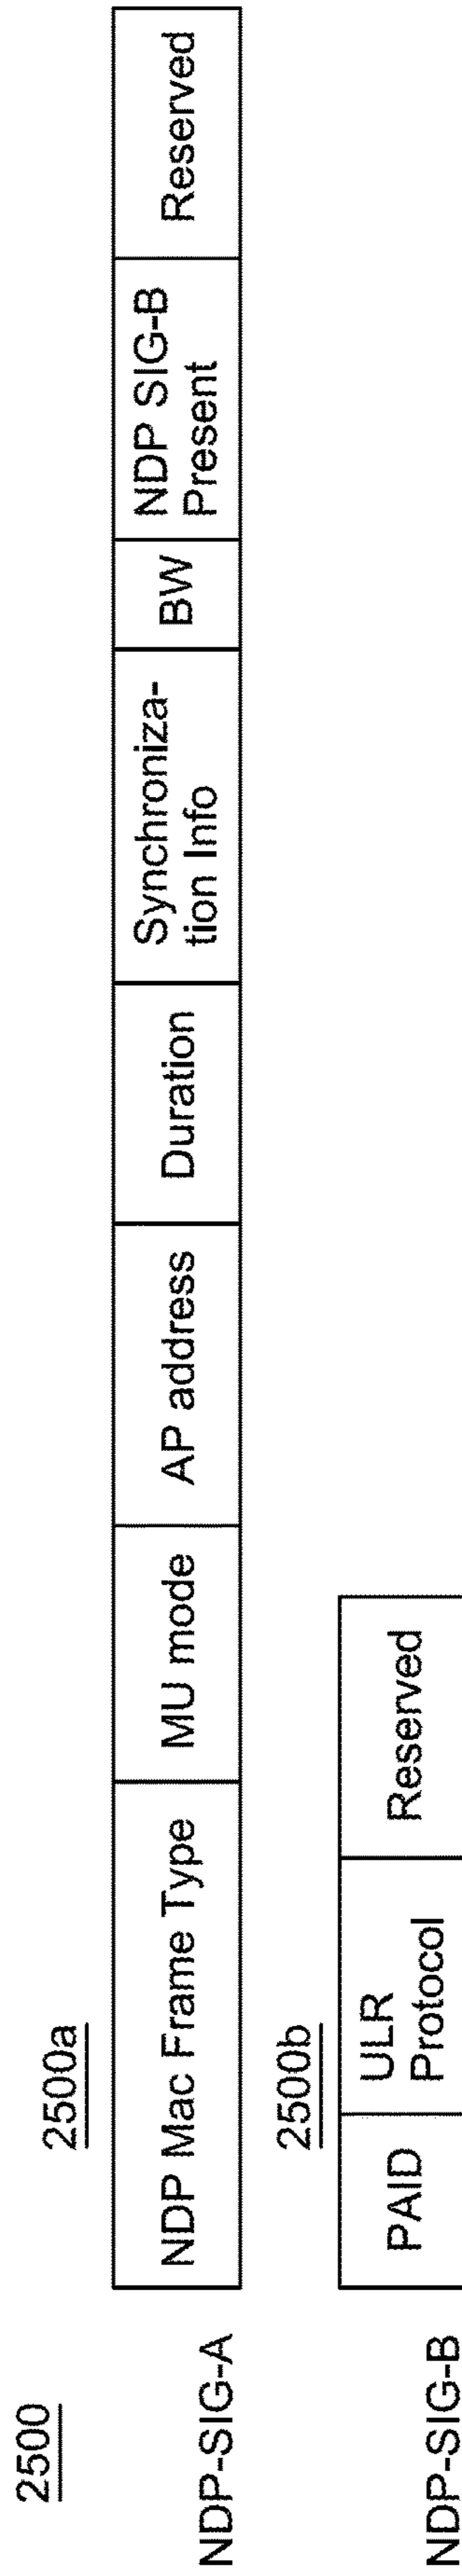 2500
2500a
NDP-SIG-A
NDP Mac Frame Type
MU mode
AP address
Duration
Synchroniza-
tion Info
BW
NDP SIG-B
Present
Reserved
2500b
NDP-SIG-B
PAID
ULR
Protocol
Reserved